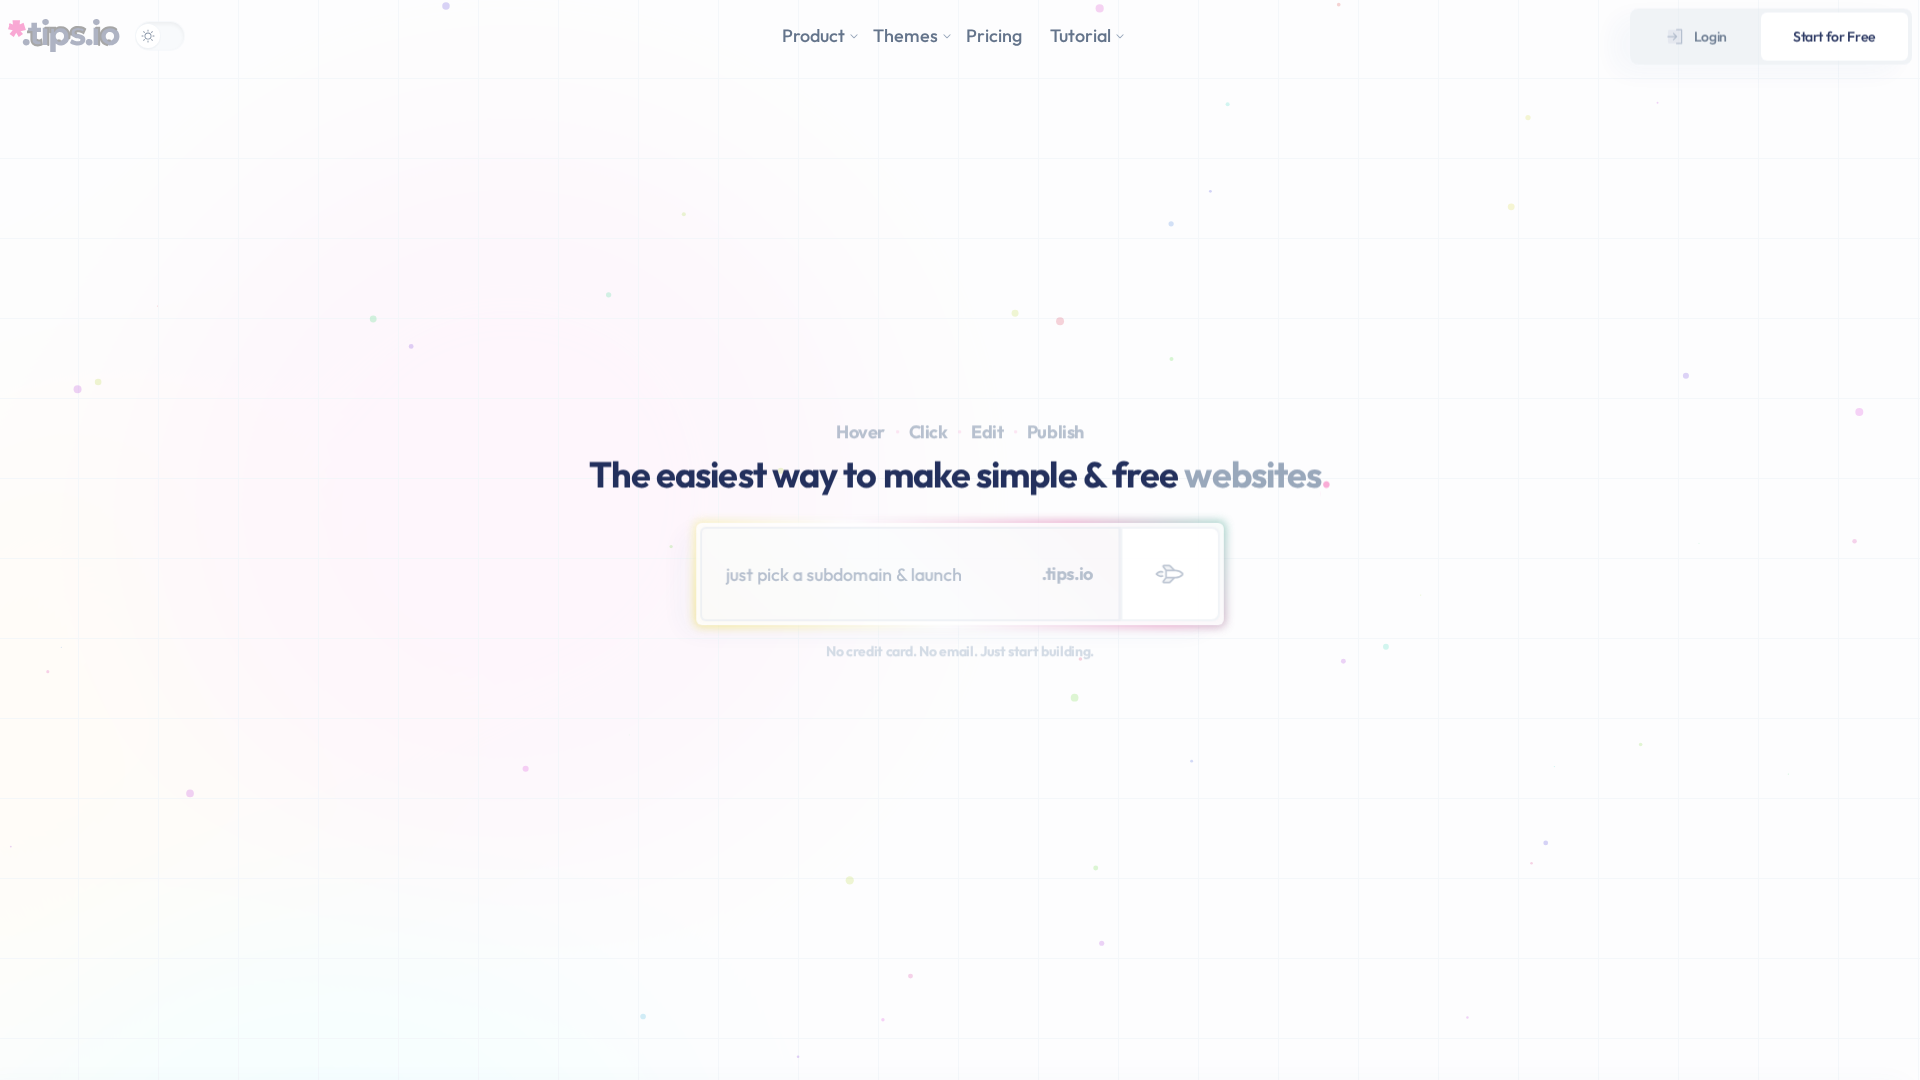 *.tips.io
Product
Themes
Pricing
Tutorial
Login
Start for Free
Hover · Click · Edit · Publish
The easiest way to make simple & free websites.
just pick a subdomain & launch
.tips.io
No credit card. No email. Just start building.